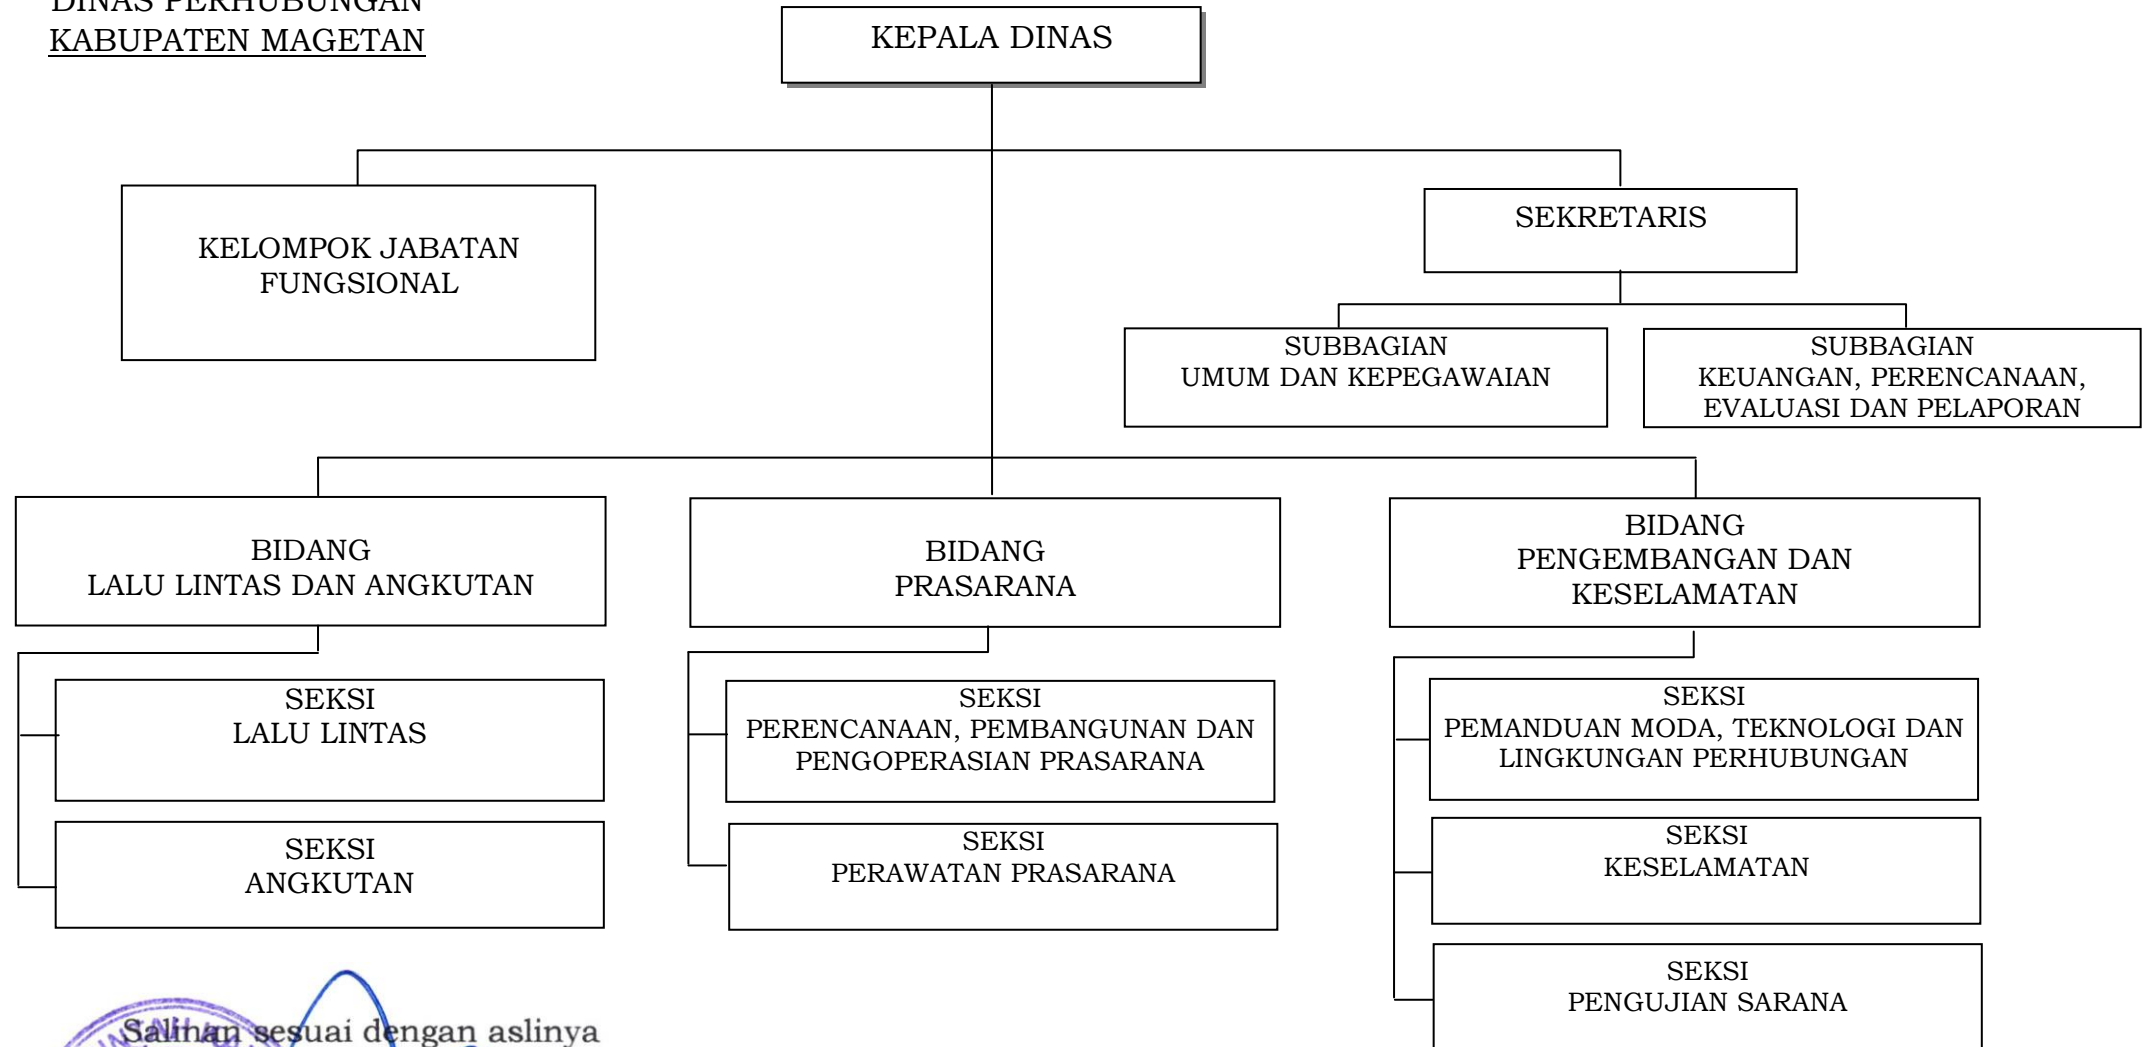 DINAS PERHUBUNGAN
KABUPATEN MAGETAN
KEPALA DINAS
KELOMPOK JABATAN
FUNGSIONAL
SEKRETARIS
SUBBAGIAN
UMUM DAN KEPEGAWAIAN
SUBBAGIAN
KEUANGAN, PERENCANAAN,
EVALUASI DAN PELAPORAN
BIDANG
LALU LINTAS DAN ANGKUTAN
BIDANG
PRASARANA
BIDANG
PENGEMBANGAN DAN
KESELAMATAN
SEKSI
LALU LINTAS
SEKSI
ANGKUTAN
SEKSI
PERENCANAAN, PEMBANGUNAN DAN
PENGOPERASIAN PRASARANA
SEKSI
PERAWATAN PRASARANA
SEKSI
PEMANDUAN MODA, TEKNOLOGI DAN
LINGKUNGAN PERHUBUNGAN
SEKSI
KESELAMATAN
SEKSI
PENGUJIAN SARANA
Salinan sesuai dengan aslinya